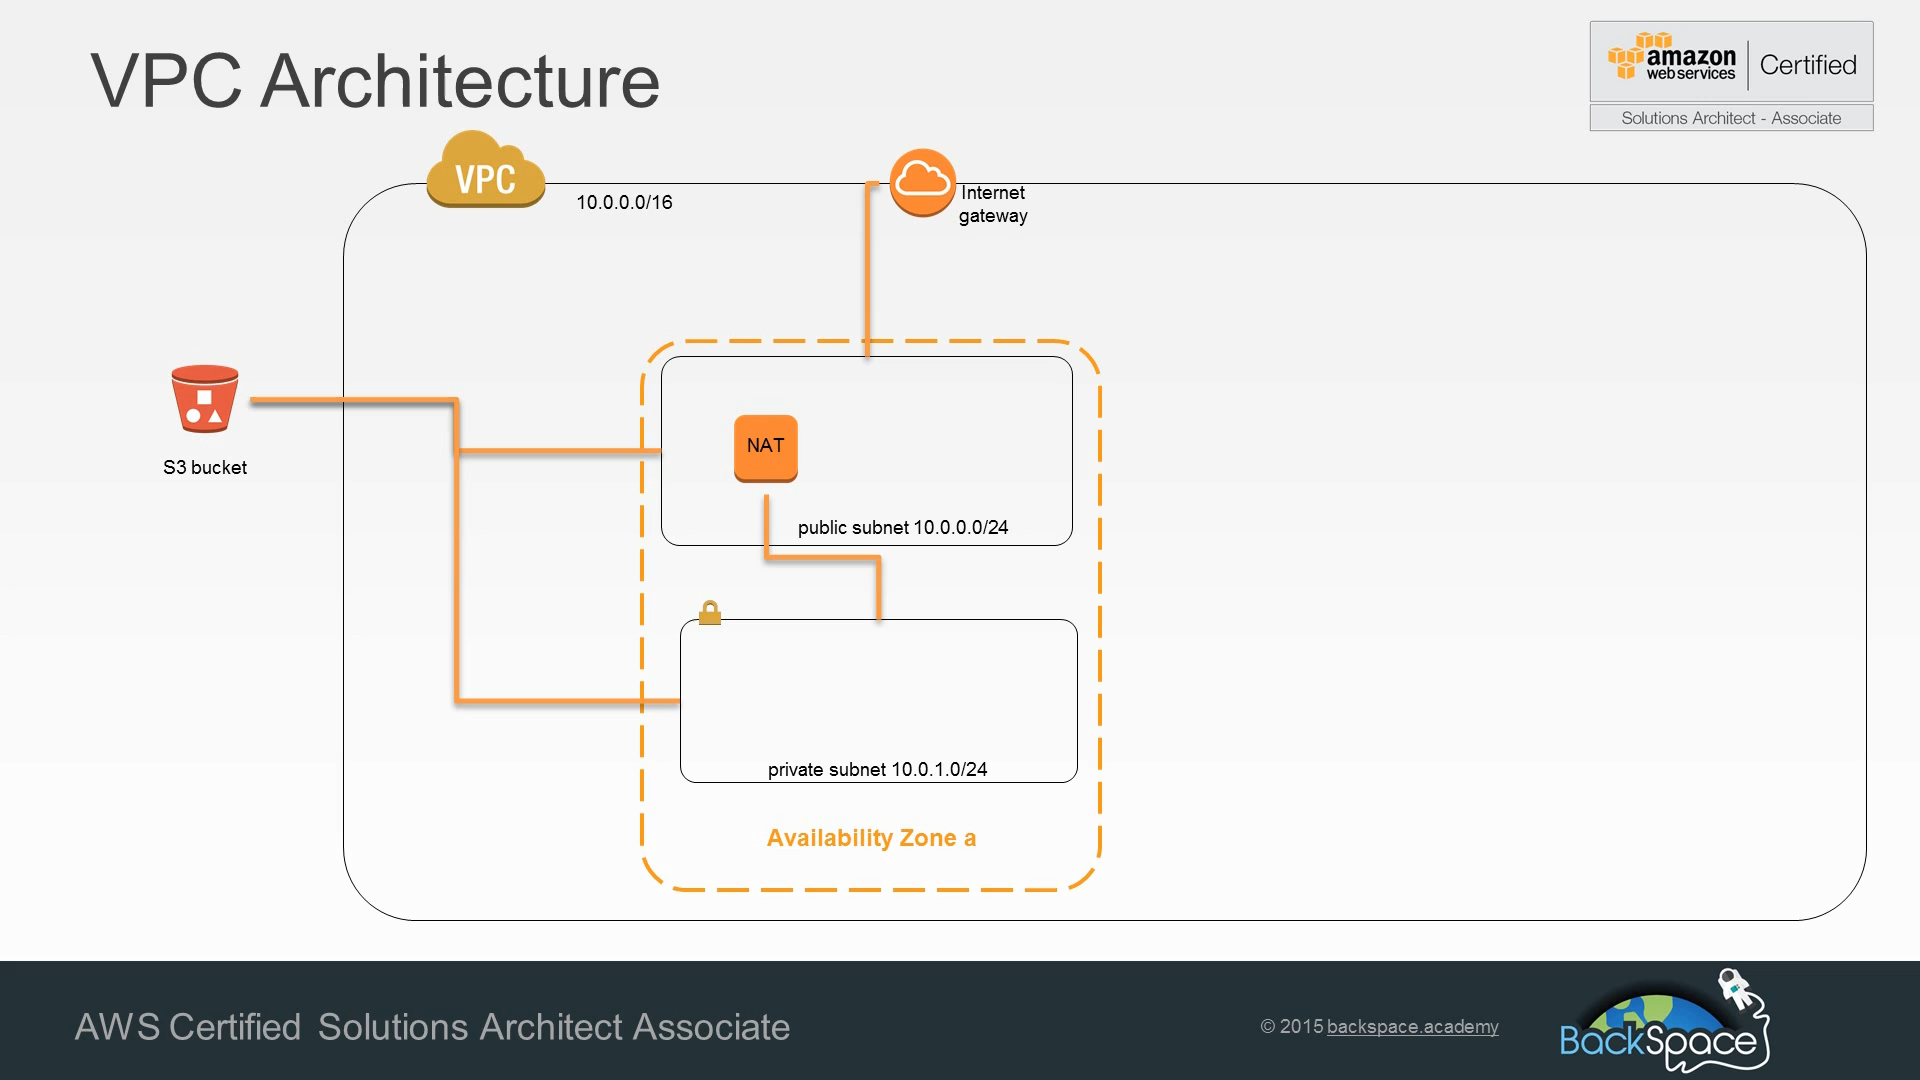 VPC Architecture
amazon
webservices
Certified
Solutions Architect - Associate
VPC
10.0.0.0/16
Internet
gateway
S3 bucket
NAT
public subnet 10.0.0.0/24
private subnet 10.0.1.0/24
Availability Zone a
AWS Certified Solutions Architect Associate
© 2015 backspace.academy
BackSpace